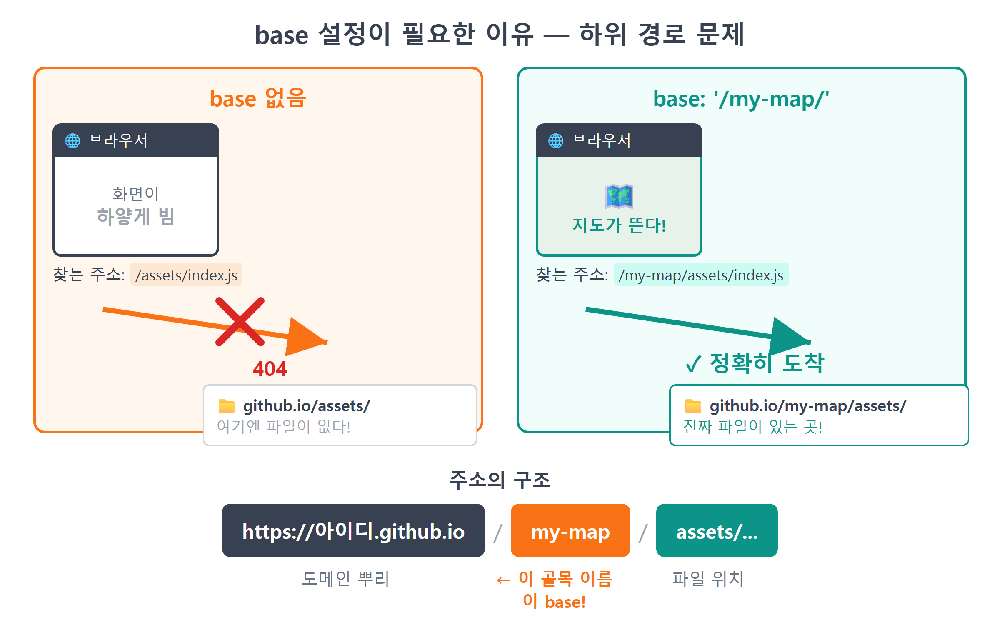 base 설정이 필요한 이유 — 하위 경로 문제
base 없음
브라우저
화면이
하얗게 빔
찾는 주소: /assets/index.js
404
github.io/assets/
여기엔 파일이 없다!
base: '/my-map/'
브라우저
지도가 뜬다!
찾는 주소: /my-map/assets/index.js
✓ 정확히 도착
github.io/my-map/assets/
진짜 파일이 있는 곳!
주소의 구조
https://아이디.github.io / my-map / assets/...
도메인 뿌리
← 이 골목 이름
이 base!
파일 위치